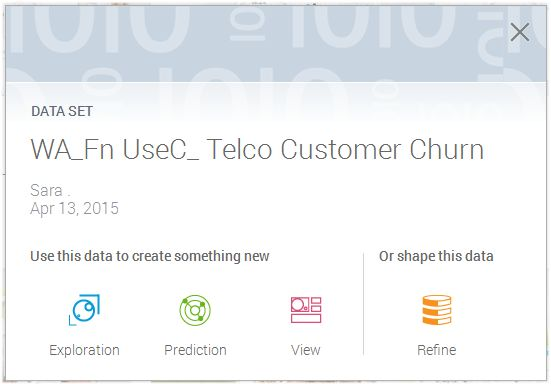 DATA SET
WA_Fn UseC_ Telco Customer Churn
Sara .
Apr 13, 2015
Use this data to create something new
Or shape this data
Exploration
Prediction
View
Refine